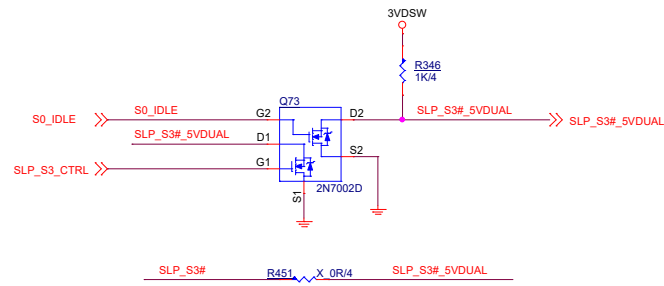 3VDSW
R346
1K/4
Q73
S0_IDLE
S0_IDLE
G2
D2
SLP_S3#_5VDUAL
SLP_S3#_5VDUAL
SLP_S3#_5VDUAL
D1
S2
SLP_S3_CTRL
G1
2N7002D
S1
SLP_S3#
R451
X_0R/4
SLP_S3#_5VDUAL